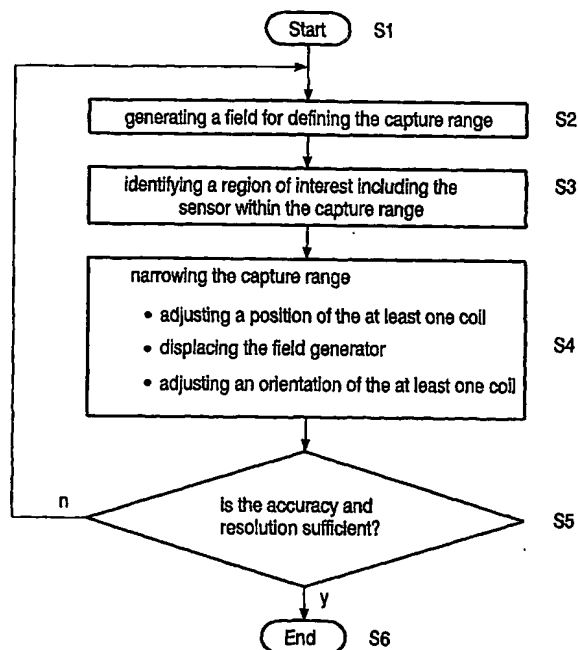 Start S1
generating a field for defining the capture range S2
identifying a region of interest including the S3
sensor within the capture range
narrowing the capture range
• adjusting a position of the at least one coil
• displacing the field generator S4
• adjusting an orientation of the at least one coil
n
is the accuracy and
resolution sufficient? S5
y
End S6